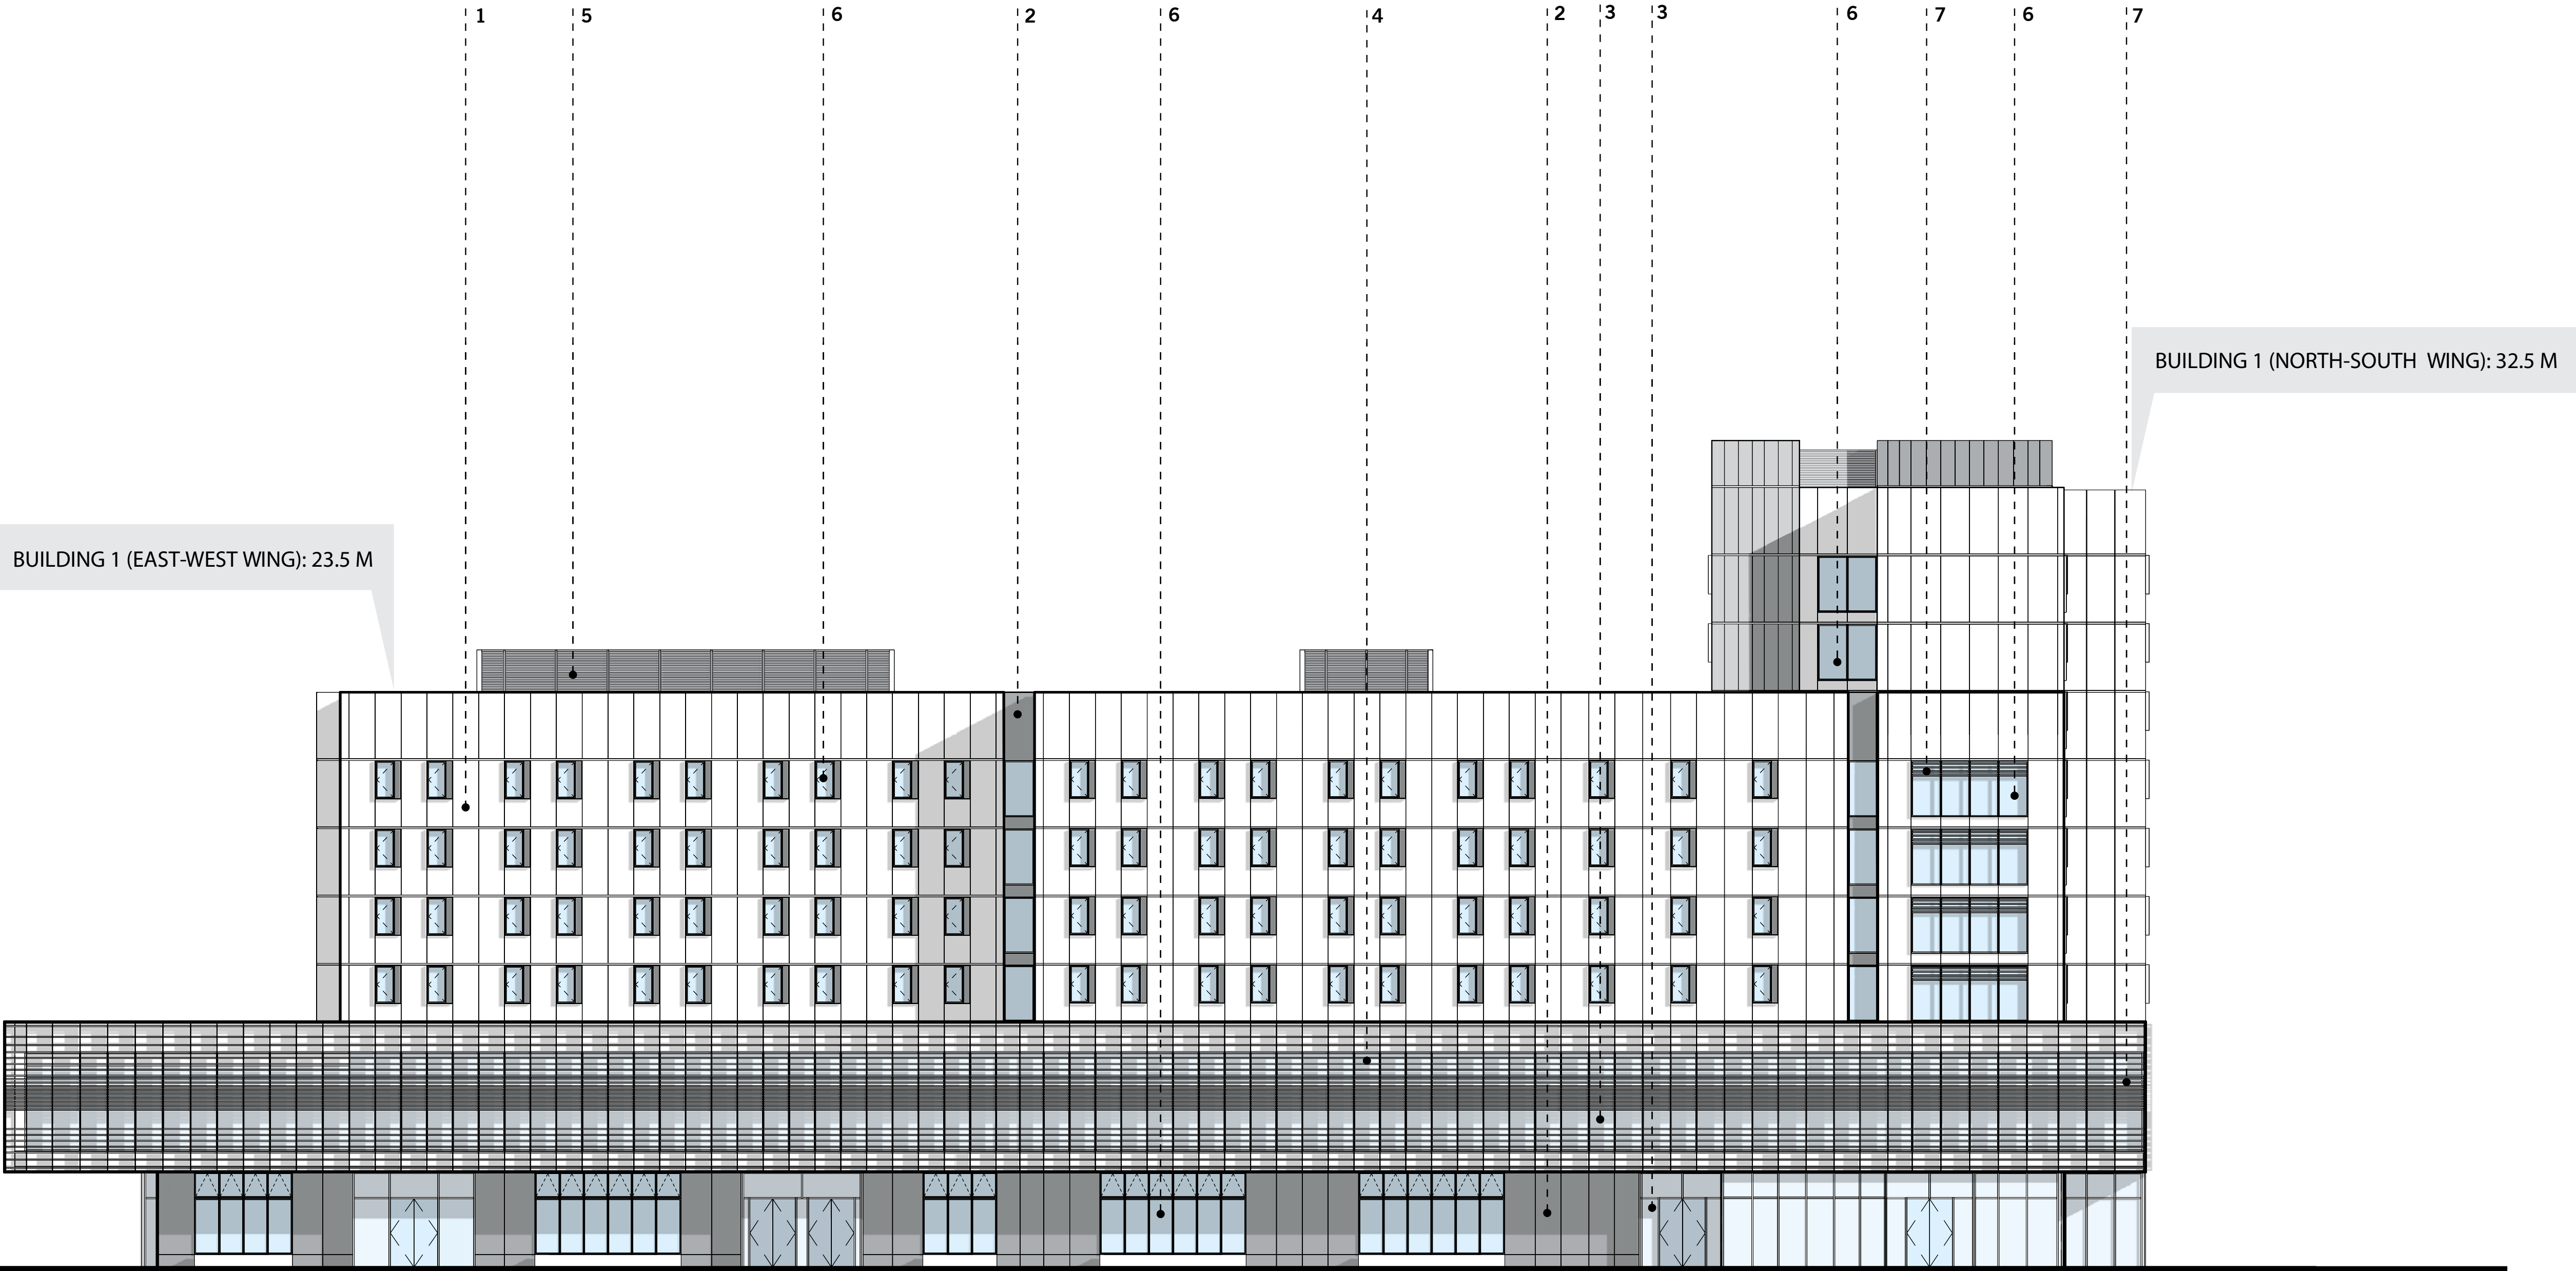 1 5 6 2 6 4 2 3 3 6 7 6 7
BUILDING 1 (NORTH-SOUTH WING): 32.5 M
BUILDING 1 (EAST-WEST WING): 23.5 M